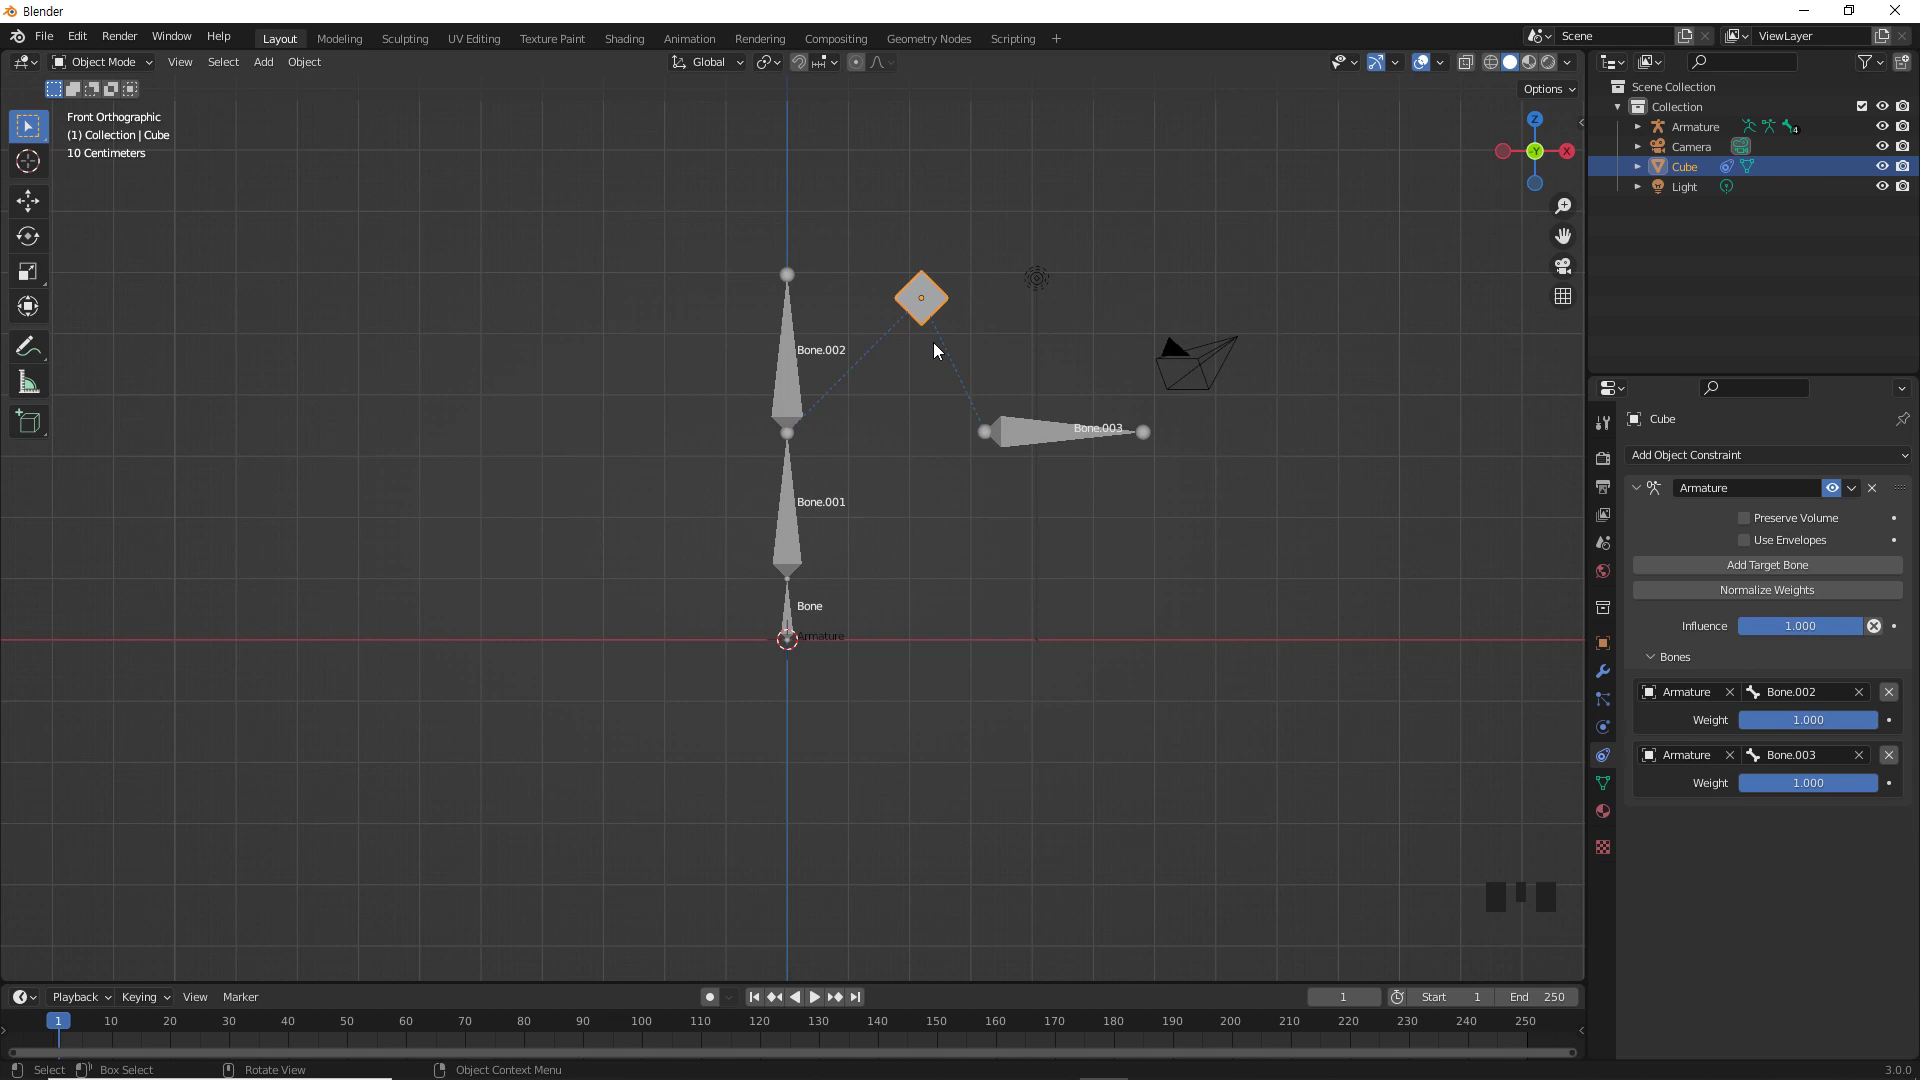 Blender
File Edit Render Window Help Layout Modeling Sculpting UV Editing Texture Paint Shading Animation Rendering Compositing Geometry Nodes Scripting + Scene ViewLayer
Object Mode View Select Add Object Global
Options
Front Orthographic
(1) Collection | Cube
10 Centimeters
Z
-Y X
Bone.002
Bone.003
Bone.001
Bone
Armature
Scene Collection
Collection
Armature 4
Camera
Cube
Light
Cube
Add Object Constraint
Armature
Preserve Volume
Use Envelopes
Add Target Bone
Normalize Weights
Influence 1.000
Bones
Armature Bone.002
Weight 1.000
Armature Bone.003
Weight 1.000
Playback Keying View Marker 1 Start 1 End 250
1 10 20 30 40 50 60 70 80 90 100 110 120 130 140 150 160 170 180 190 200 210 220 230 240 250
Select Box Select Rotate View Object Context Menu 3.0.0